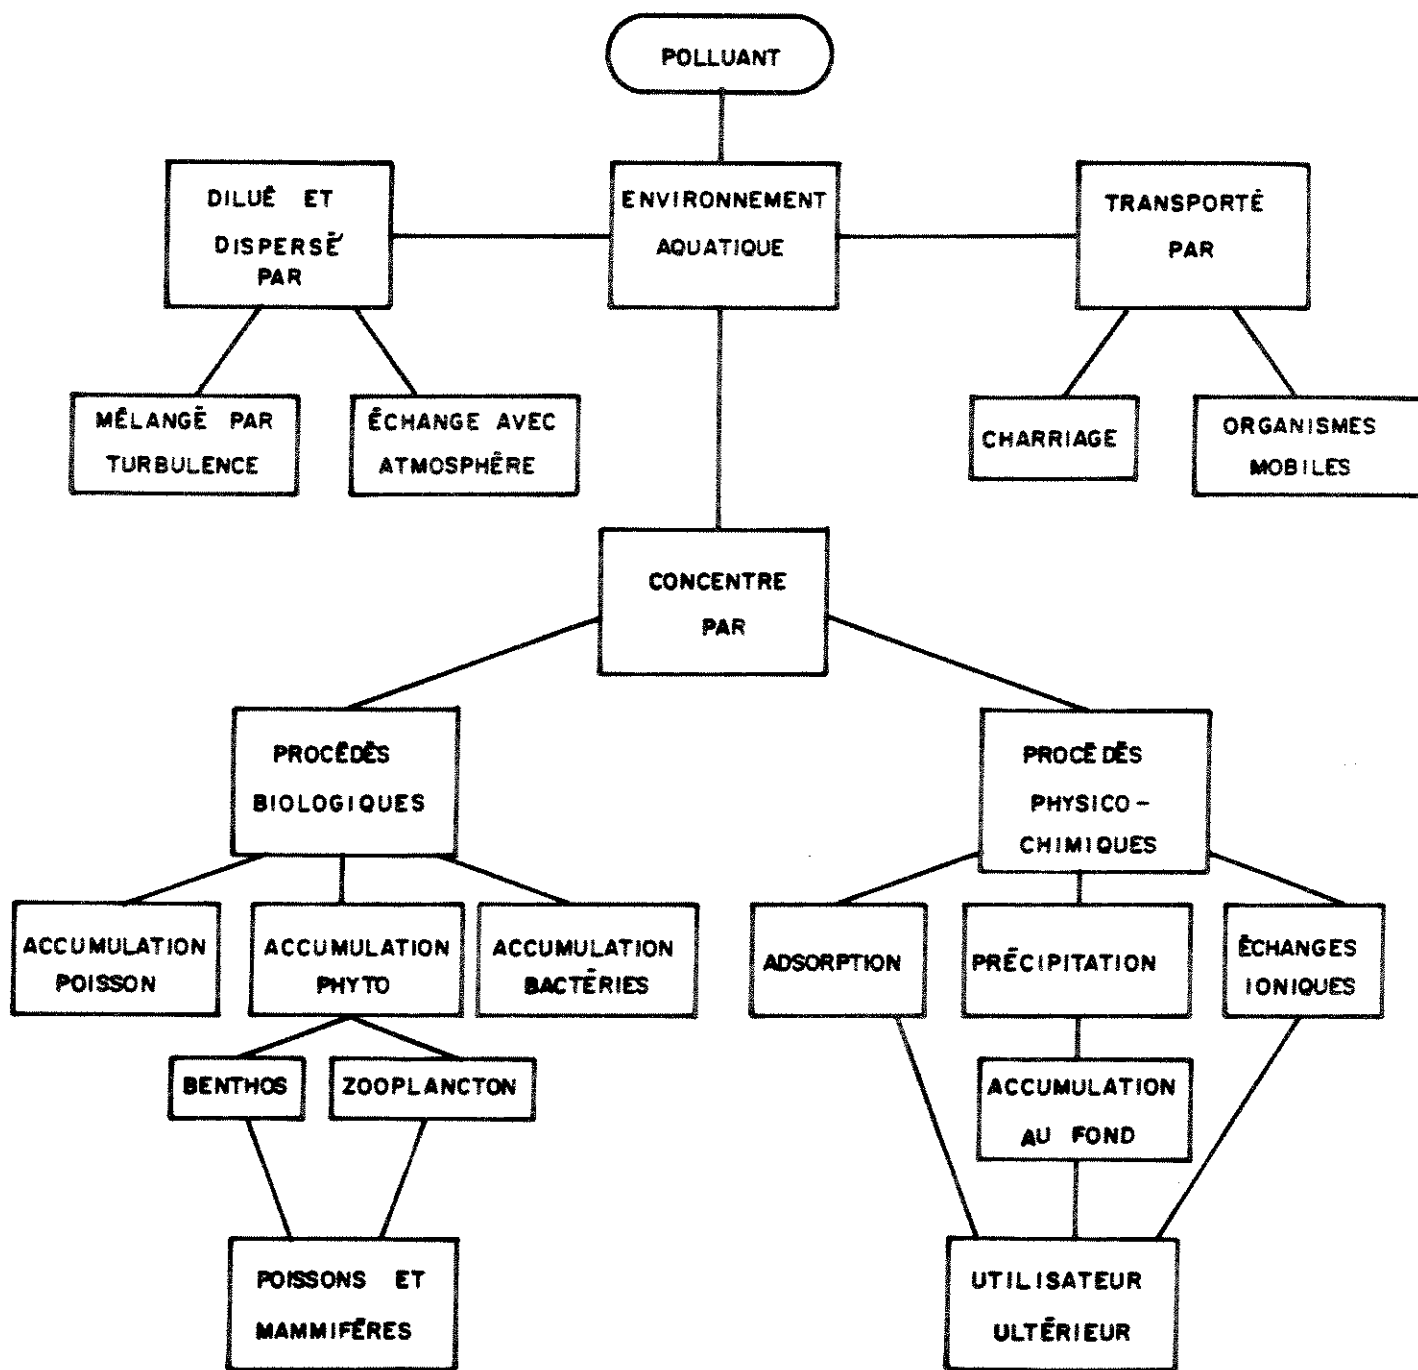 POLLUANT
DILUÉ ET
DISPERSÉ
PAR
ENVIRONNEMENT
AQUATIQUE
TRANSPORTÉ
PAR
MÉLANGÉ PAR
TURBULENCE
ÉCHANGE AVEC
ATMOSPHÈRE
CHARRIAGE
ORGANISMES
MOBILES
CONCENTRE
PAR
PROCÉDÉS
BIOLOGIQUES
PROCÉDÉS
PHYSICO-
CHIMIQUES
ACCUMULATION
POISSON
ACCUMULATION
PHYTO
ACCUMULATION
BACTÉRIES
ADSORPTION
PRÉCIPITATION
ÉCHANGES
IONIQUES
BENTHOS
ZOOPLANCTON
ACCUMULATION
AU FOND
POISSONS ET
MAMMIFÈRES
UTILISATEUR
ULTÉRIEUR